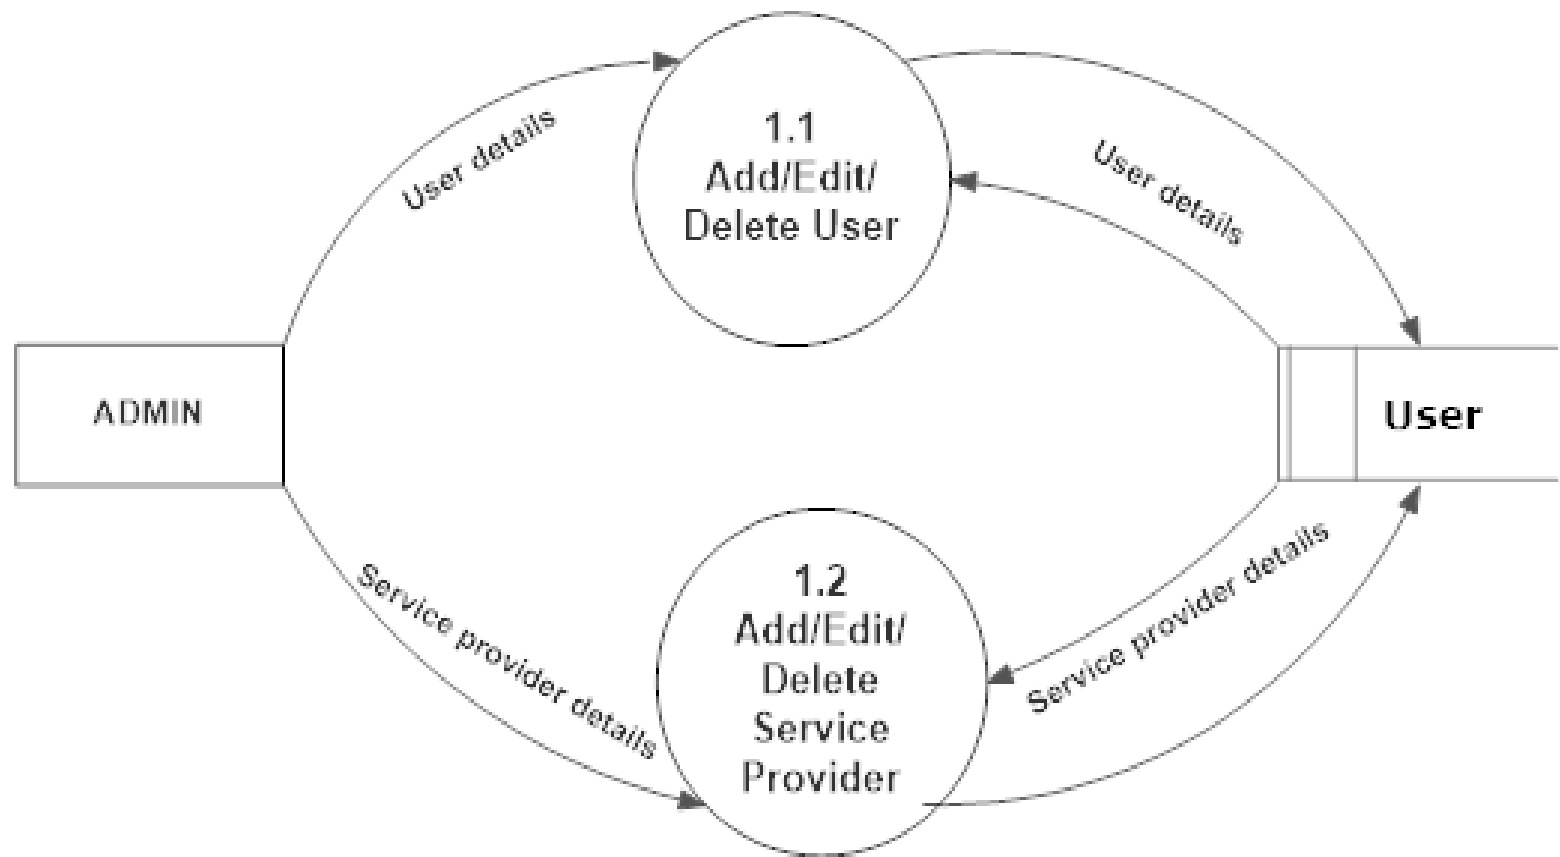 1.1
Add/Edit/
Delete User
User details
User details
ADMIN
User
Service provider details
1.2
Add/Edit/
Delete
Service
Provider
Service provider details